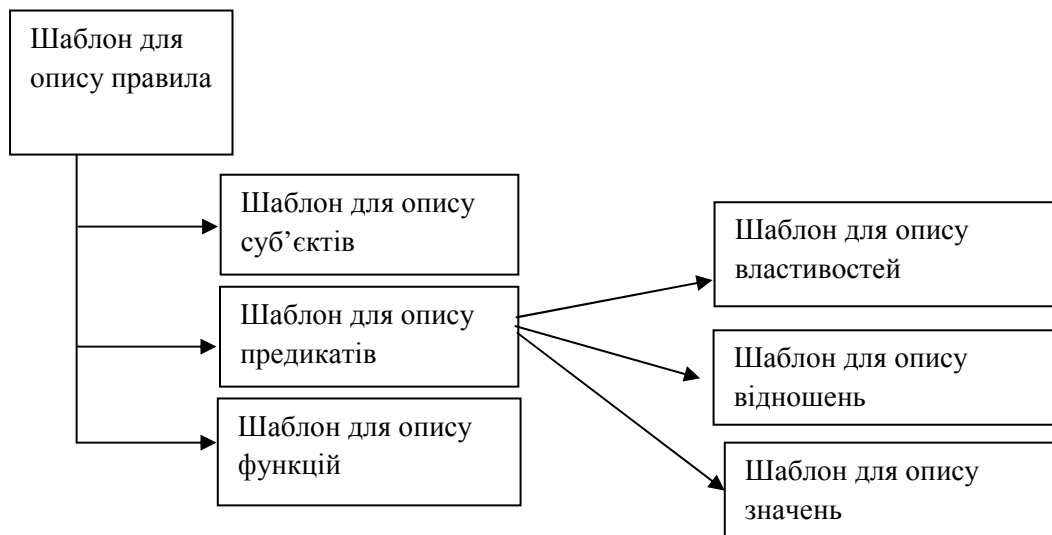 Шаблон для
опису правила
Шаблон для опису
суб’єктів
Шаблон для опису
предикатів
Шаблон для опису
функцій
Шаблон для опису
властивостей
Шаблон для опису
відношень
Шаблон для опису
значень